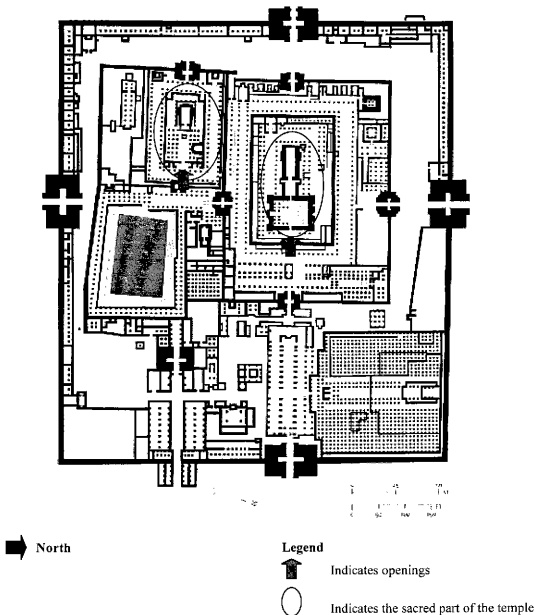 E
North
Legend
Indicates openings
Indicates the sacred part of the temple